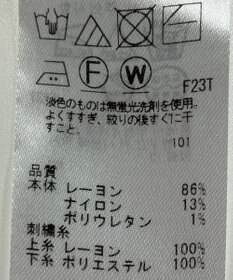 F W
F23T
淡色のものは無蛍光洗剤を使用。
よくすすぎ、絞りの後すぐに干
すこと。
101
品質
本体 レーヨン 86%
ナイロン 13%
ポリウレタン 1%
刺繍糸
上糸 レーヨン 100%
下糸 ポリエステル 100%